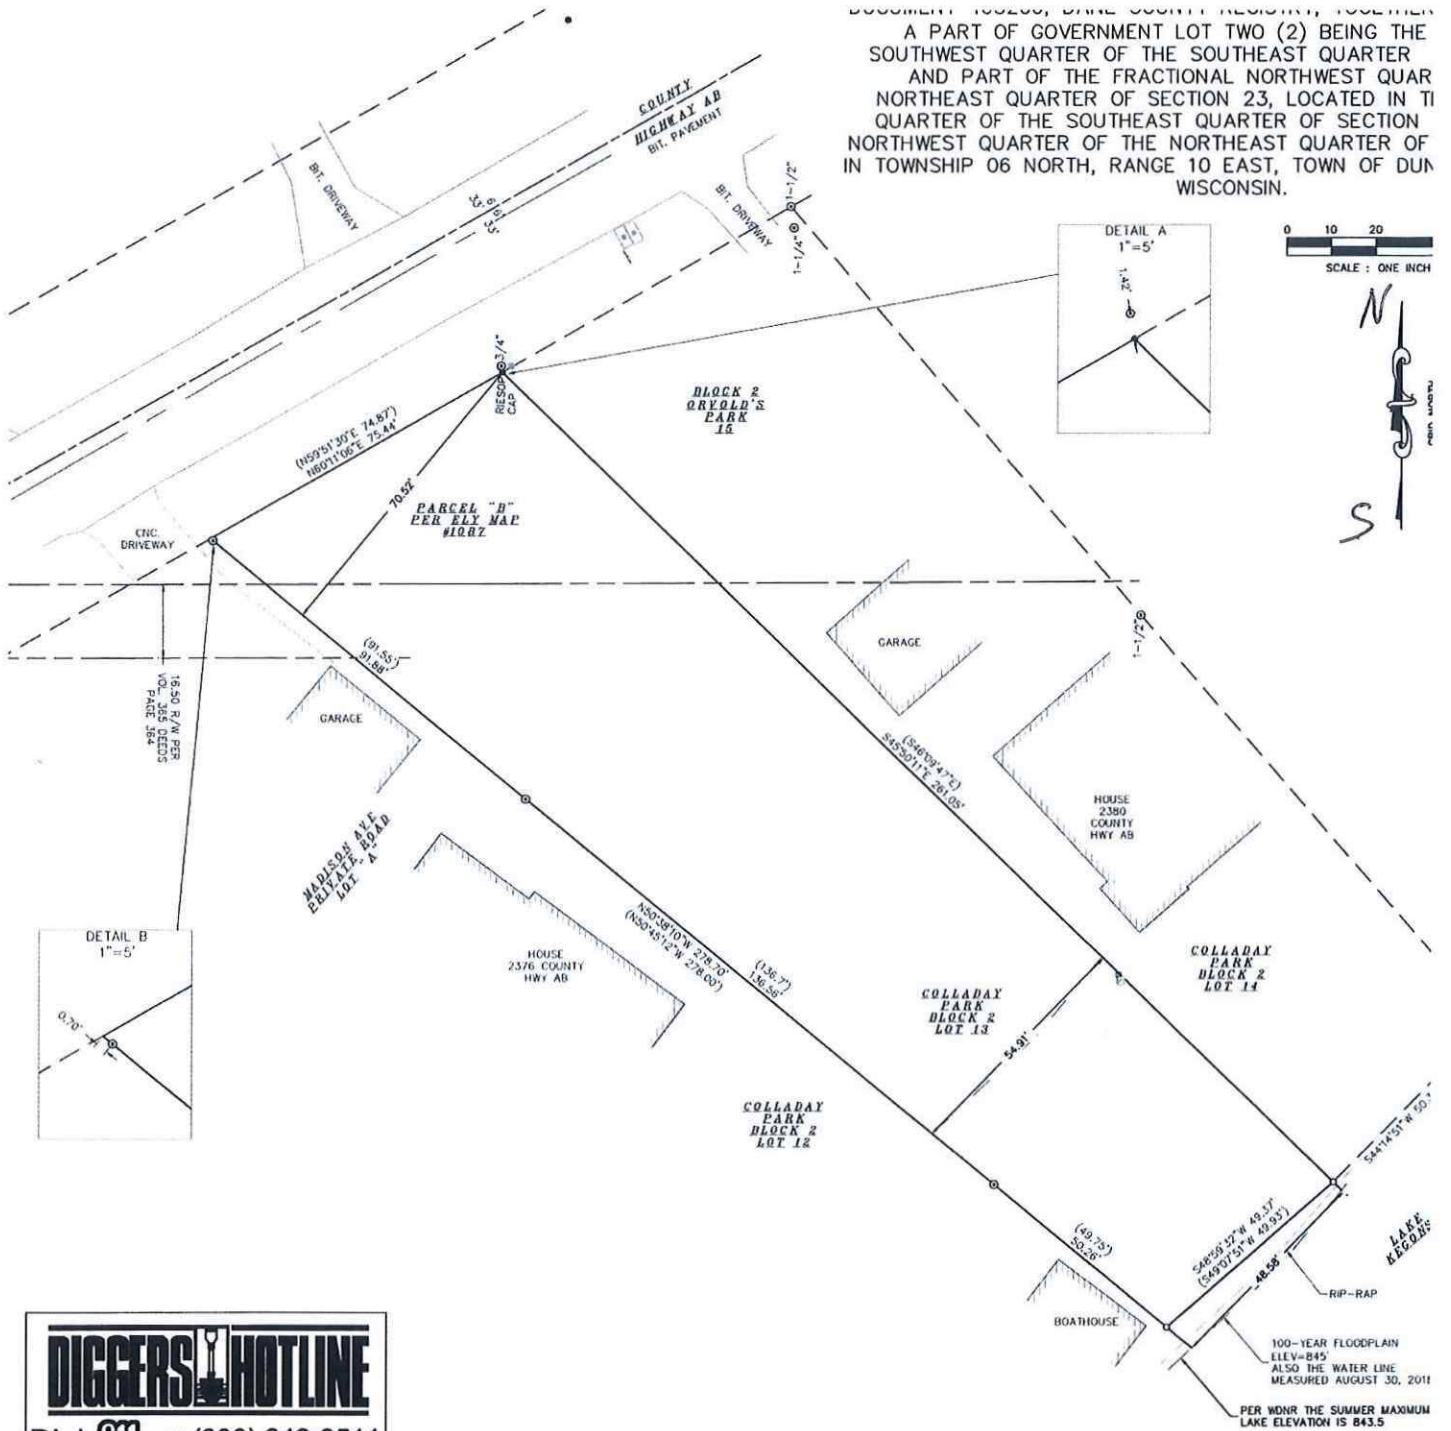 A PART OF GOVERNMENT LOT TWO (2) BEING THE
SOUTHWEST QUARTER OF THE SOUTHEAST QUARTER
AND PART OF THE FRACTIONAL NORTHWEST QUAR
NORTHEAST QUARTER OF SECTION 23, LOCATED IN
QUARTER OF THE SOUTHEAST QUARTER OF SECTION
NORTHWEST QUARTER OF THE NORTHEAST QUARTER OF
IN TOWNSHIP 06 NORTH, RANGE 10 EAST, TOWN OF DUN
WISCONSIN.
COUNTY
HIGHWAY AB
BIT. PAVEMENT
BIT. DRIVEWAY
33'
33'
BIT. DRIVEWAY
1-1/2"
1-1/4"
DETAIL A
1"=5'
1.42'
0 10 20
SCALE : ONE INCH
N
S
3/4"
RIESOP
CAP
BLOCK 2
ORVOLD'S
PARK
15
(N59°51'30"E 74.87')
N60°11'06"E 75.44'
70.52'
PARCEL "B"
PER ELY MAP
#1087
CNC.
DRIVEWAY
16.50 R/W PER
VOL. 365 DEEDS
PAGE 364
(91.55')
91.88'
GARAGE
GARAGE
1-1/2"
(S46°09'47"E)
S45°50'11"E 261.05'
HOUSE
2380
COUNTY
HWY AB
MADISON AVE
PRIVATE ROAD
LOT "A"
DETAIL B
1"=5'
0.70'
HOUSE
2376 COUNTY
HWY AB
N50°38'10"W 278.70'
(N50°45'12"W 278.00')
(136.7')
136.56'
COLLADAY
PARK
BLOCK 2
LOT 14
COLLADAY
PARK
BLOCK 2
LOT 13
54.91'
COLLADAY
PARK
BLOCK 2
LOT 12
S44°14'51"W 50.
(49.75')
50.26'
S48°59'32"W 49.37'
(S49°07'51"W 49.93')
48.58'
LAKE
RIP-RAP
BOATHOUSE
100-YEAR FLOODPLAIN
ELEV=845'
ALSO THE WATER LINE
MEASURED AUGUST 30, 201
PER WDNR THE SUMMER MAXIMUM
LAKE ELEVATION IS 843.5
DIGGERS HOTLINE